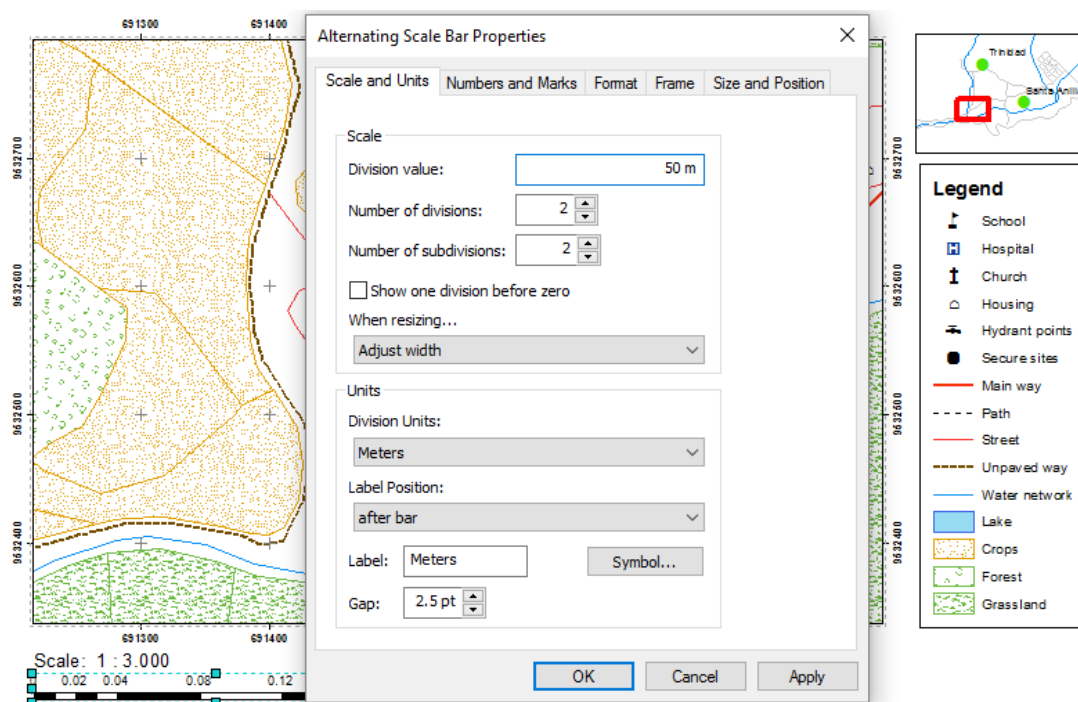 691300
691400
Alternating Scale Bar Properties
Scale and Units
Numbers and Marks
Format
Frame
Size and Position
Scale
Division value:
50 m
Number of divisions:
2
Number of subdivisions:
2
Show one division before zero
When resizing...
Adjust width
Units
Division Units:
Meters
Label Position:
after bar
Label:
Meters
Symbol...
Gap:
2.5 pt
OK
Cancel
Apply
9632700
9632600
9632500
9632400
9632700
9632600
9632500
9632400
691300
691400
Scale: 1 : 3.000
0.02
0.04
0.08
0.12
Trinidad
Legend
School
H
Hospital
Church
Housing
Hydrant points
Secure sites
Main way
Path
Street
Unpaved way
Water network
Lake
Crops
Forest
Grassland